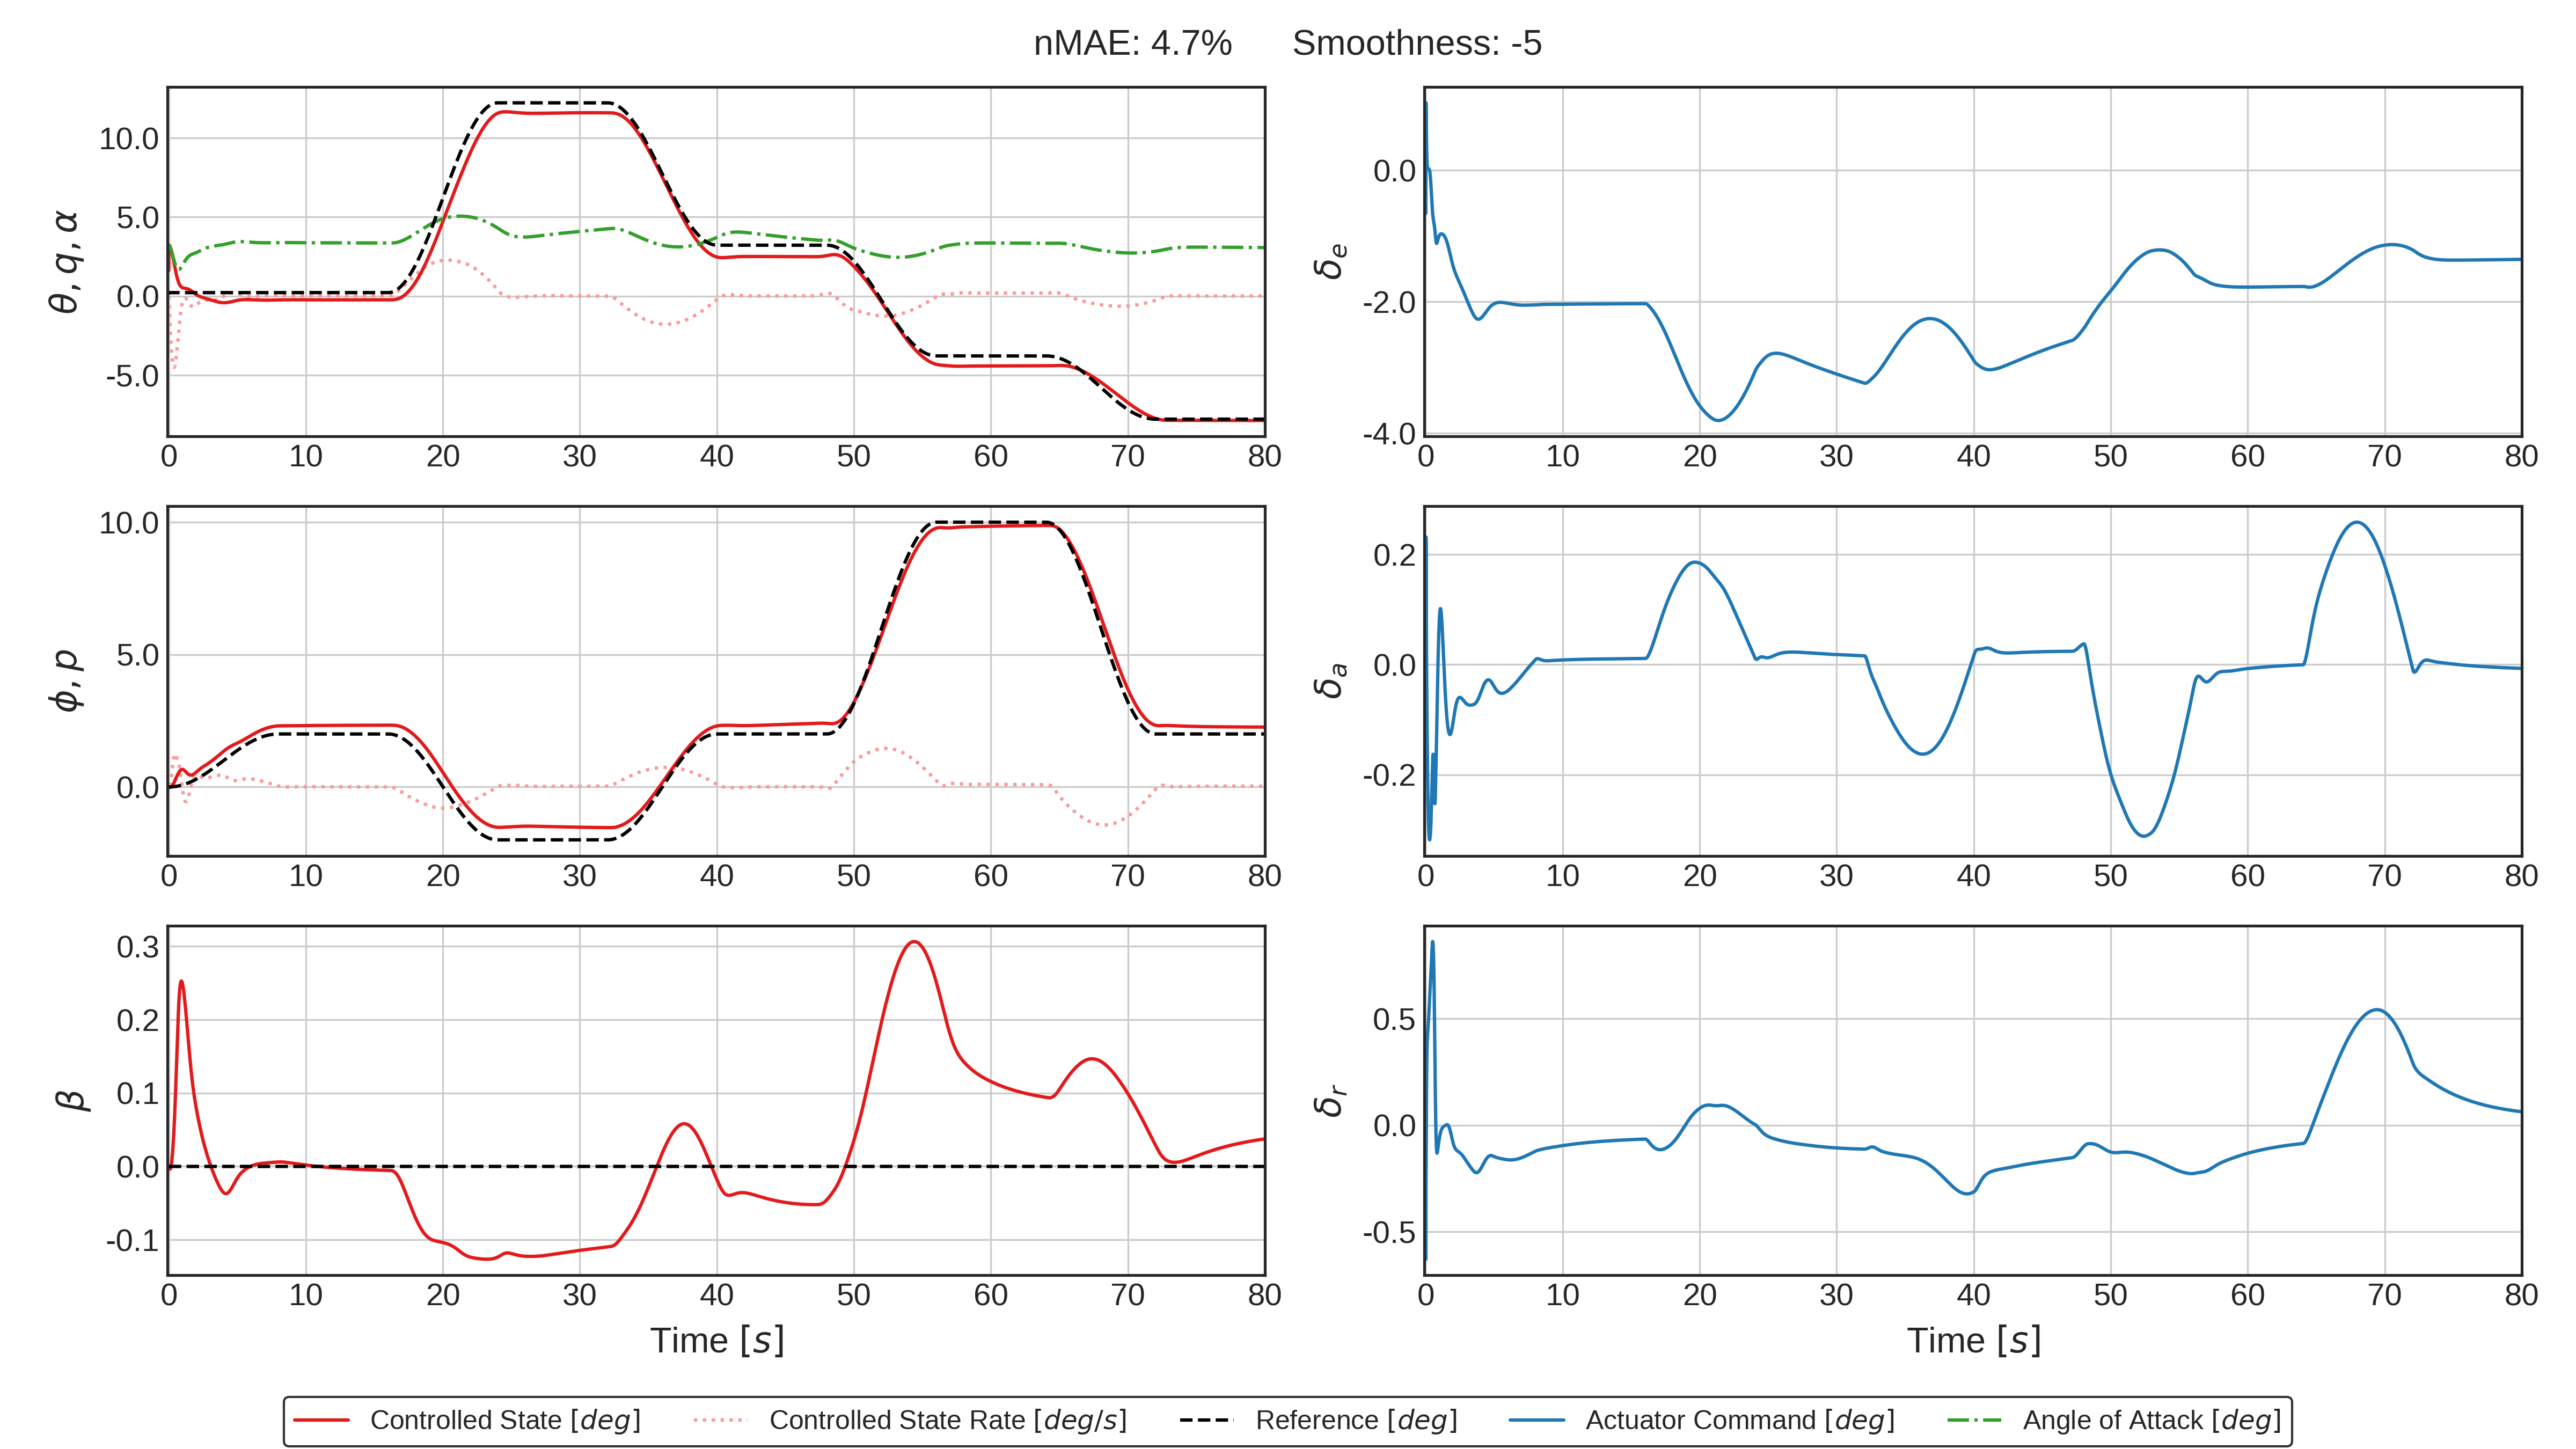 nMAE: 4.7% Smoothness: -5
θ, q, α
10.0
5.0
0.0
-5.0
0 10 20 30 40 50 60 70 80
δe
0.0
-2.0
-4.0
0 10 20 30 40 50 60 70 80
ϕ, p
10.0
5.0
0.0
0 10 20 30 40 50 60 70 80
δa
0.2
0.0
-0.2
0 10 20 30 40 50 60 70 80
β
0.3
0.2
0.1
0.0
-0.1
0 10 20 30 40 50 60 70 80
Time [s]
δr
0.5
0.0
-0.5
0 10 20 30 40 50 60 70 80
Time [s]
Controlled State [deg] Controlled State Rate [deg/s] Reference [deg] Actuator Command [deg] Angle of Attack [deg]